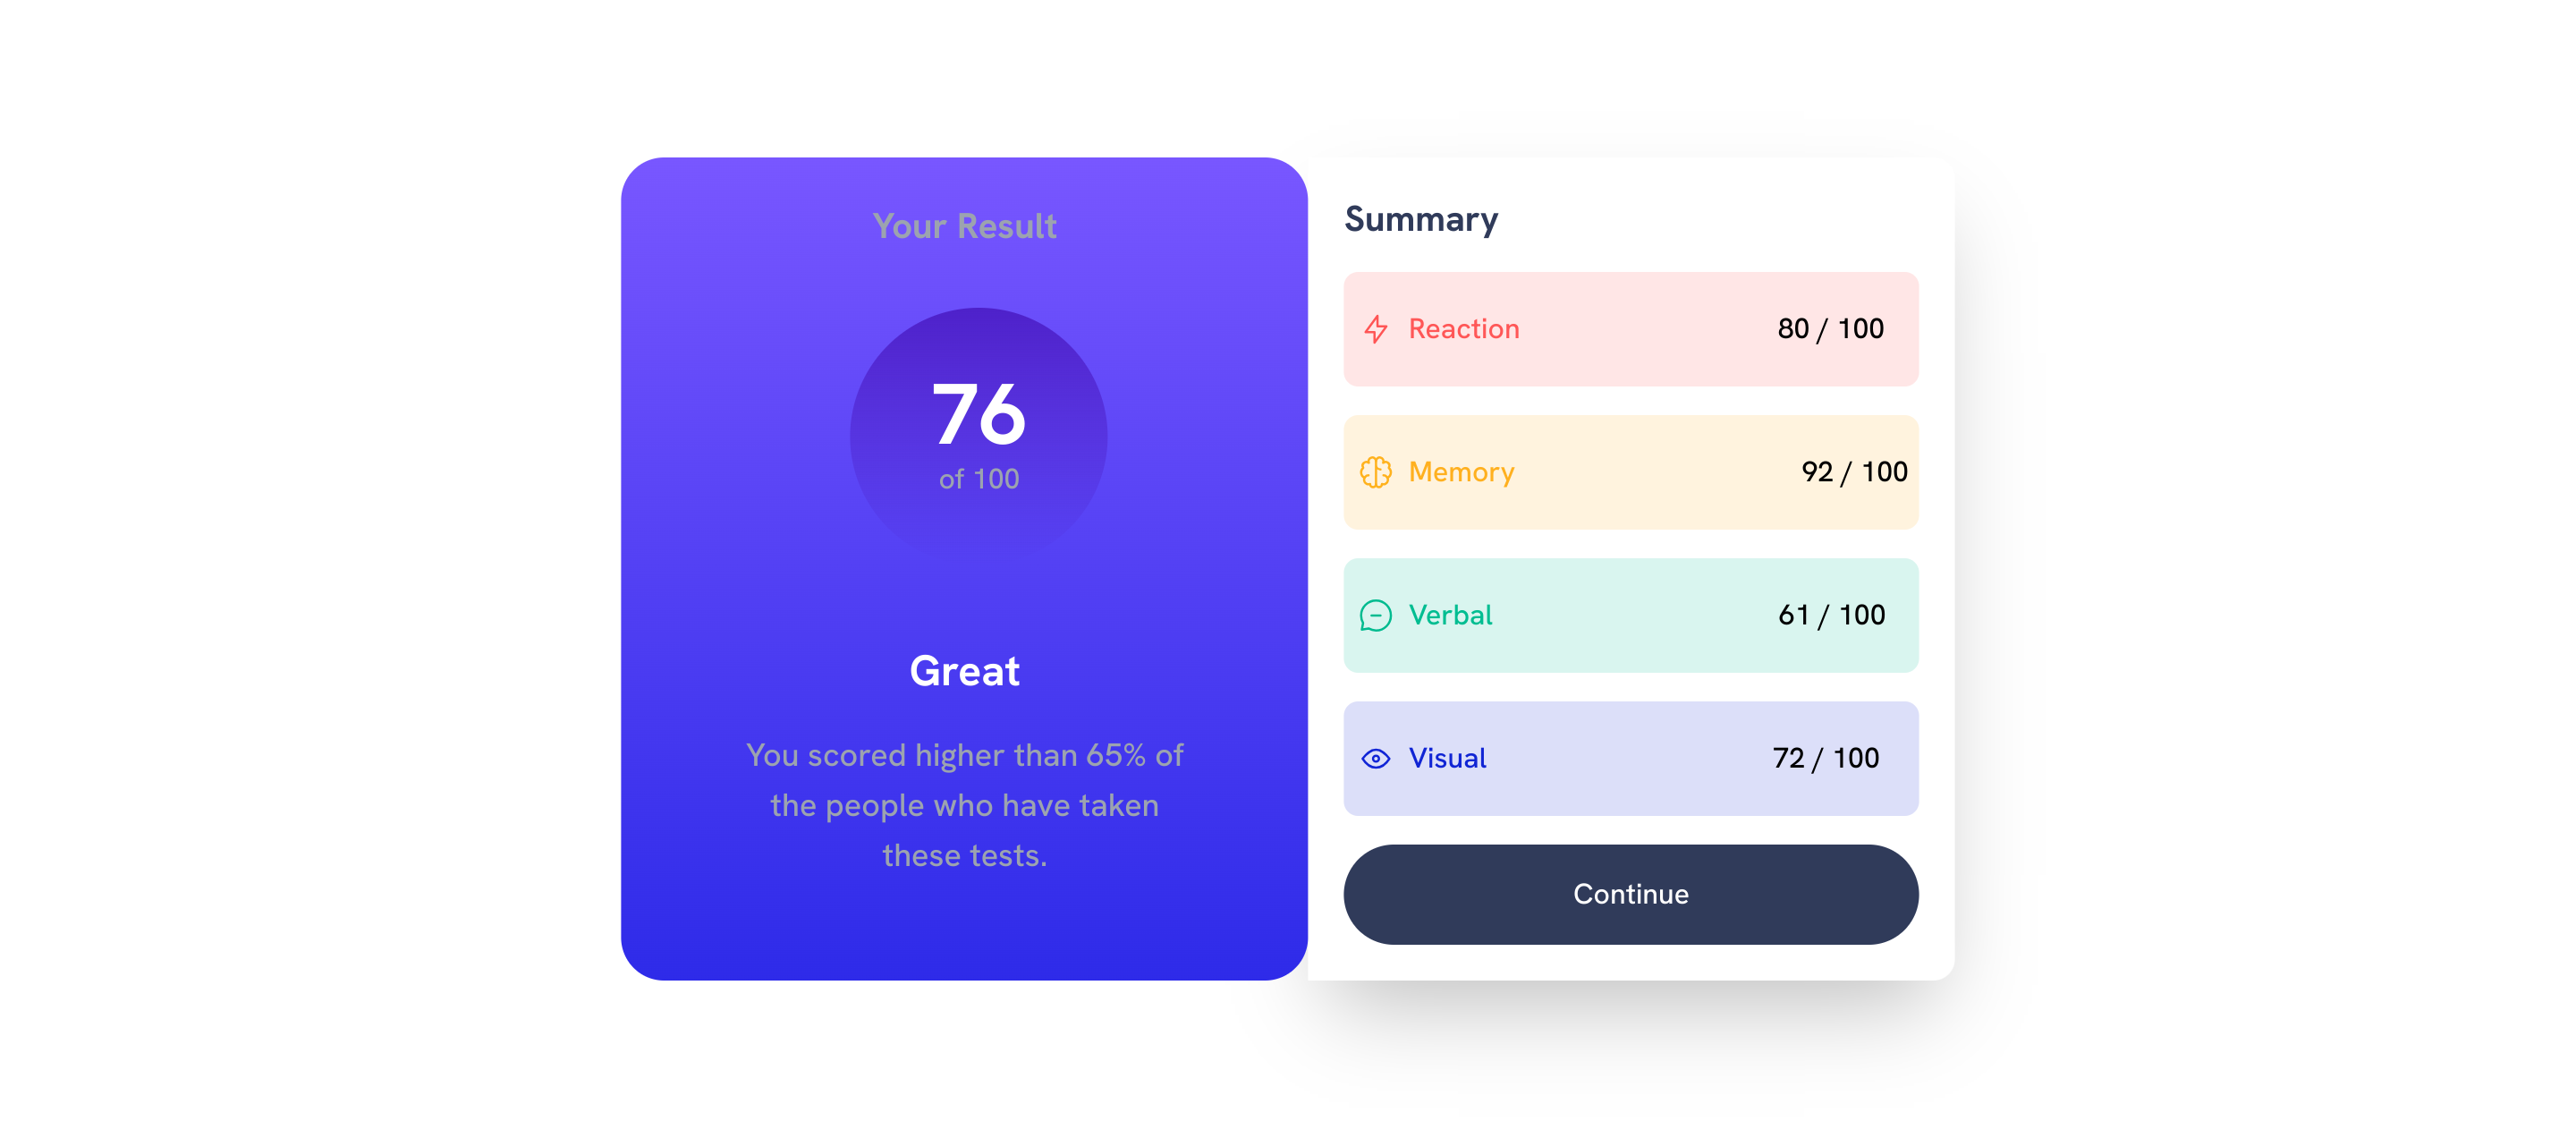 Your Result
76
of 100
Great
You scored higher than 65% of
the people who have taken
these tests.
Summary
Reaction 80 / 100
Memory 92 / 100
Verbal 61 / 100
Visual 72 / 100
Continue